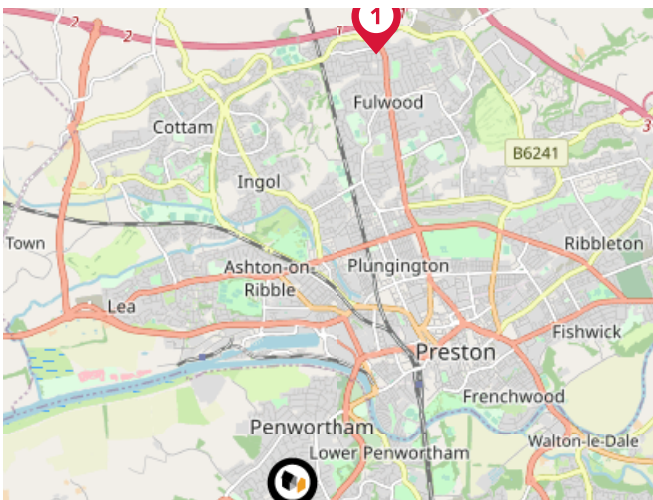 1
1
2
2
Fulwood
Cottam
3
B6241
Ingol
Town
Ribbleton
Ashton-on-
Ribble
Plungington
Lea
Fishwick
Preston
Frenchwood
Penwortham
Walton-le-Dale
Lower Penwortham